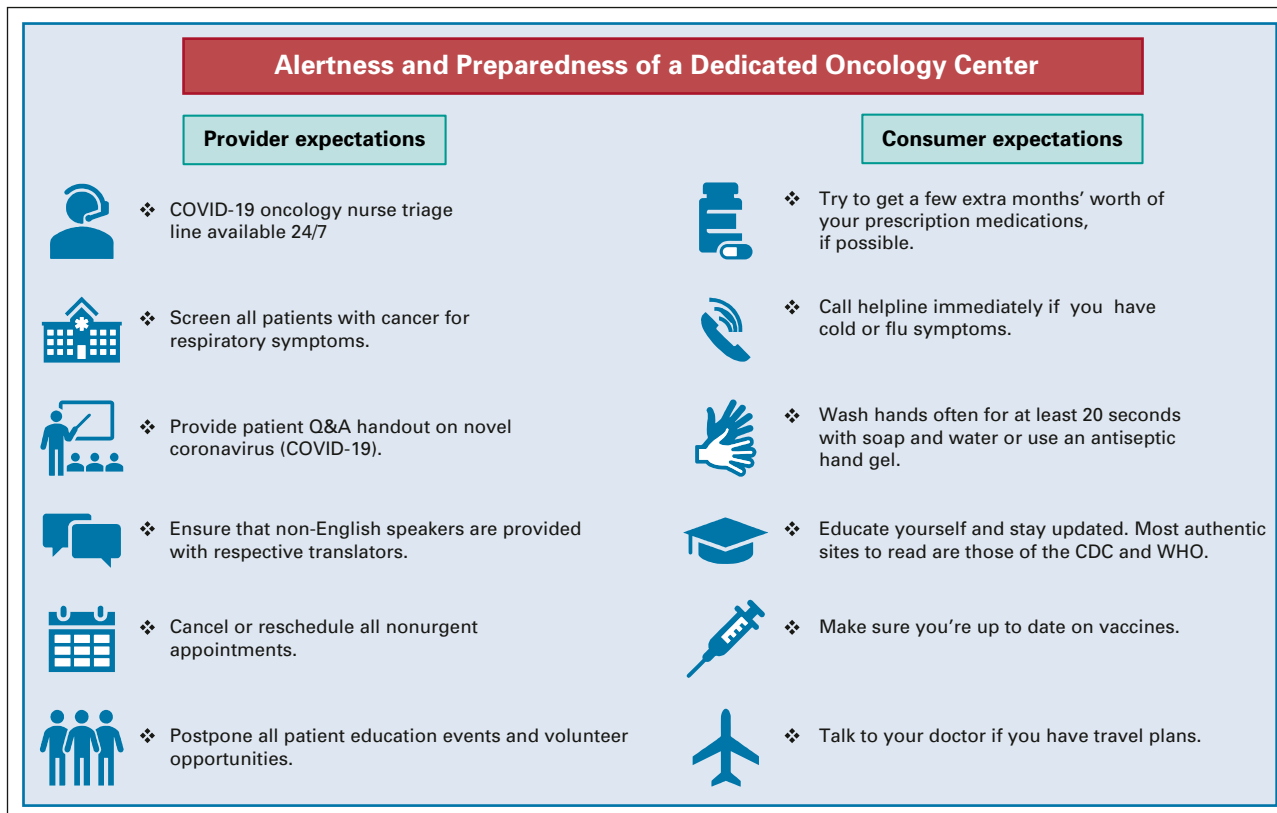 Alertness and Preparedness of a Dedicated Oncology Center
Provider expectations
❖ COVID-19 oncology nurse triage
line available 24/7
❖ Screen all patients with cancer for
respiratory symptoms.
❖ Provide patient Q&A handout on novel
coronavirus (COVID-19).
❖ Ensure that non-English speakers are provided
with respective translators.
❖ Cancel or reschedule all nonurgent
appointments.
❖ Postpone all patient education events and volunteer
opportunities.
Consumer expectations
❖ Try to get a few extra months’ worth of
your prescription medications,
if possible.
❖ Call helpline immediately if you have
cold or flu symptoms.
❖ Wash hands often for at least 20 seconds
with soap and water or use an antiseptic
hand gel.
❖ Educate yourself and stay updated. Most authentic
sites to read are those of the CDC and WHO.
❖ Make sure you’re up to date on vaccines.
❖ Talk to your doctor if you have travel plans.